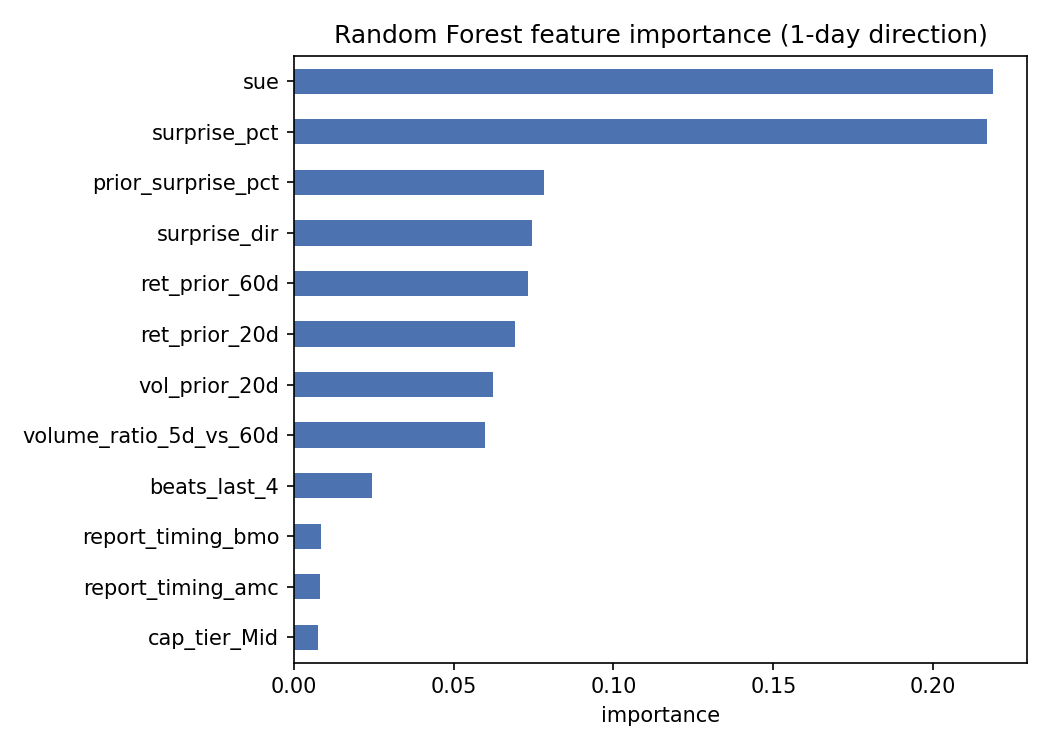 Random Forest feature importance (1-day direction)
sue
surprise_pct
prior_surprise_pct
surprise_dir
ret_prior_60d
ret_prior_20d
vol_prior_20d
volume_ratio_5d_vs_60d
beats_last_4
report_timing_bmo
report_timing_amc
cap_tier_Mid
0.00 0.05 0.10 0.15 0.20
importance